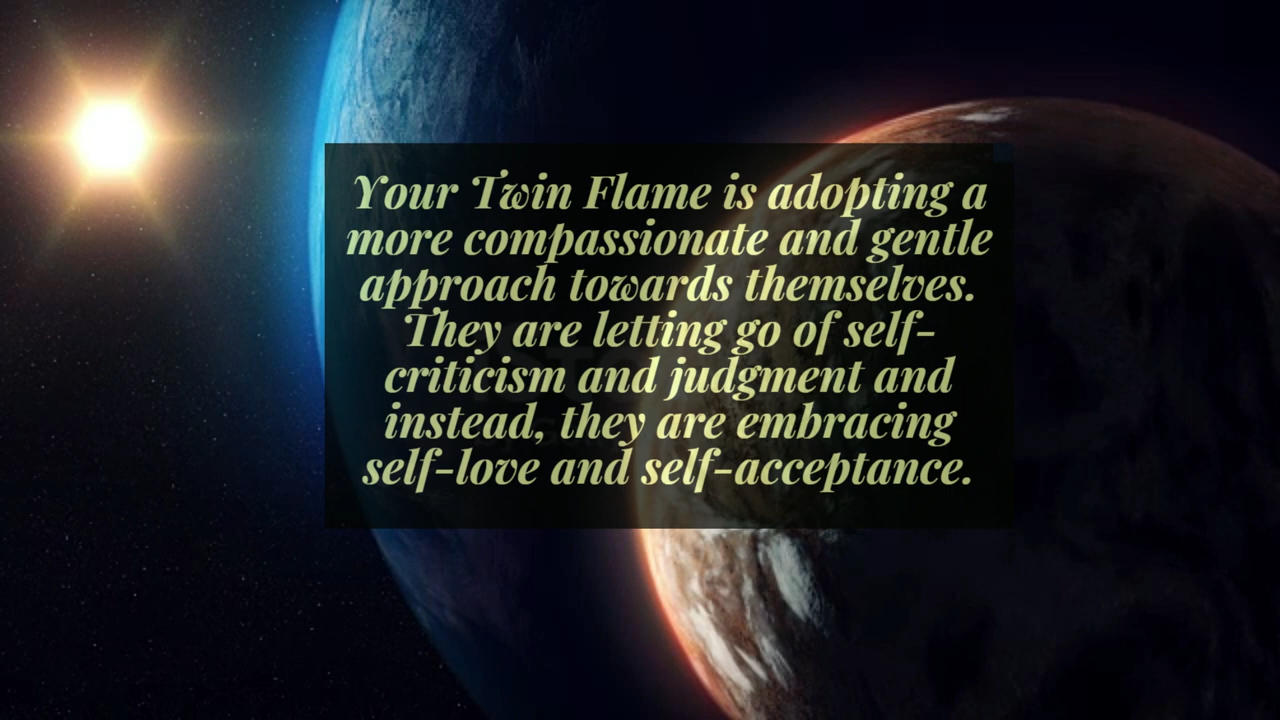 Your Twin Flame is adopting a
more compassionate and gentle
approach towards themselves.
They are letting go of self-
criticism and judgment and
instead, they are embracing
self-love and self-acceptance.